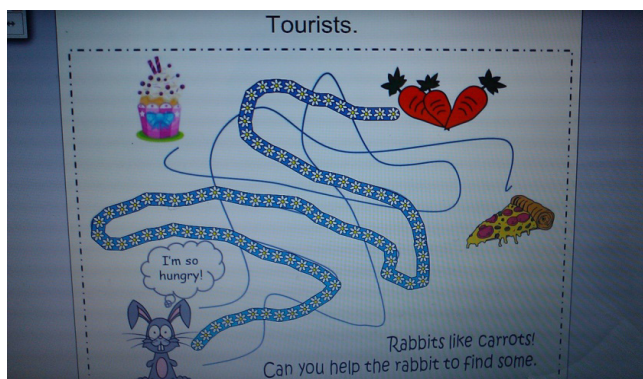 Tourists.
I'm so
hungry!
Rabbits like carrots!
Can you help the rabbit to find some.